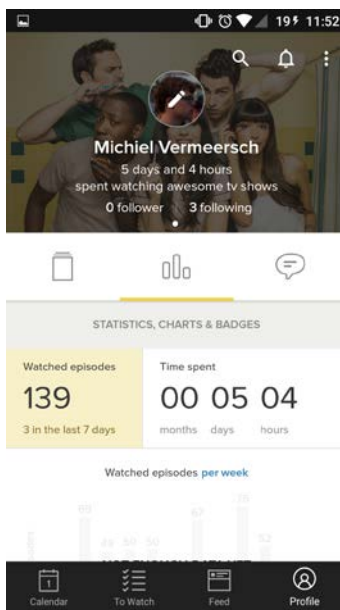 19 11:52
Michiel Vermeersch
5 days and 4 hours
spent watching awesome tv shows
0 follower 3 following
STATISTICS, CHARTS & BADGES
Watched episodes
139
3 in the last 7 days
Time spent
00 05 04
months days hours
Watched episodes per week
1
Calendar To Watch Feed Profile